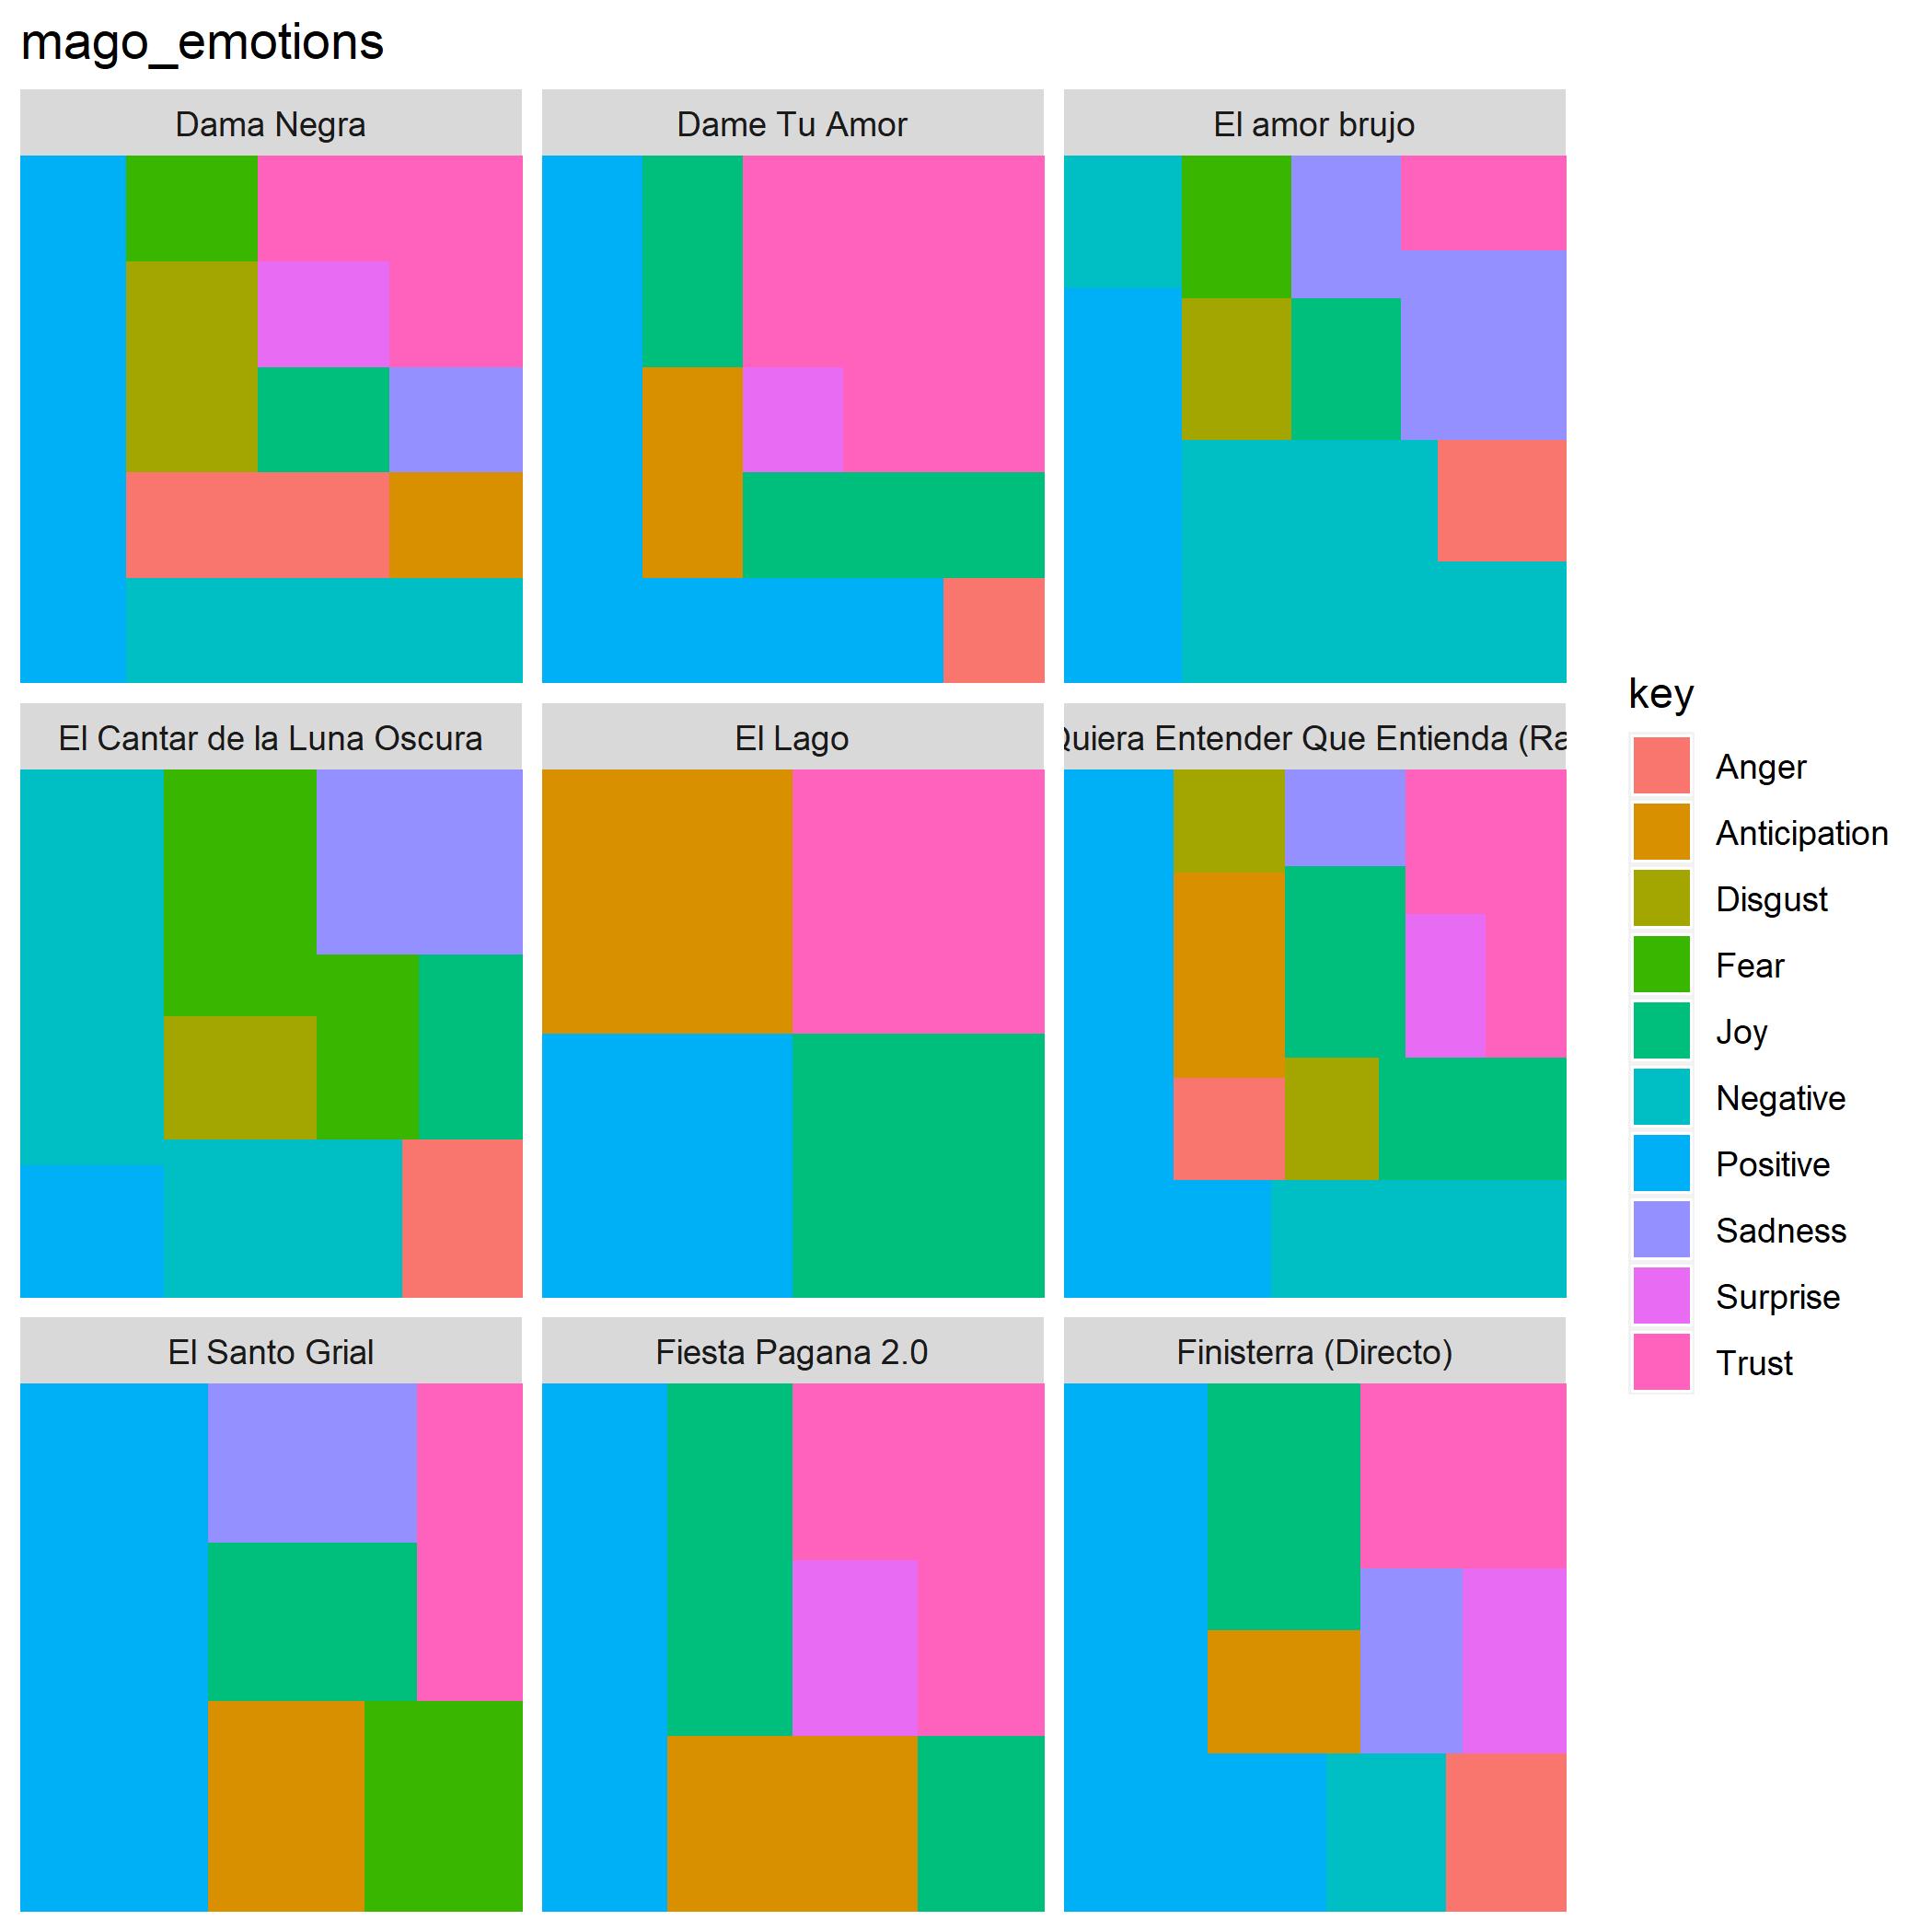 mago_emotions
Dama Negra
Dame Tu Amor
El amor brujo
El Cantar de la Luna Oscura
El Lago
Quiera Entender Que Entienda (Ra
El Santo Grial
Fiesta Pagana 2.0
Finisterra (Directo)
key
Anger
Anticipation
Disgust
Fear
Joy
Negative
Positive
Sadness
Surprise
Trust